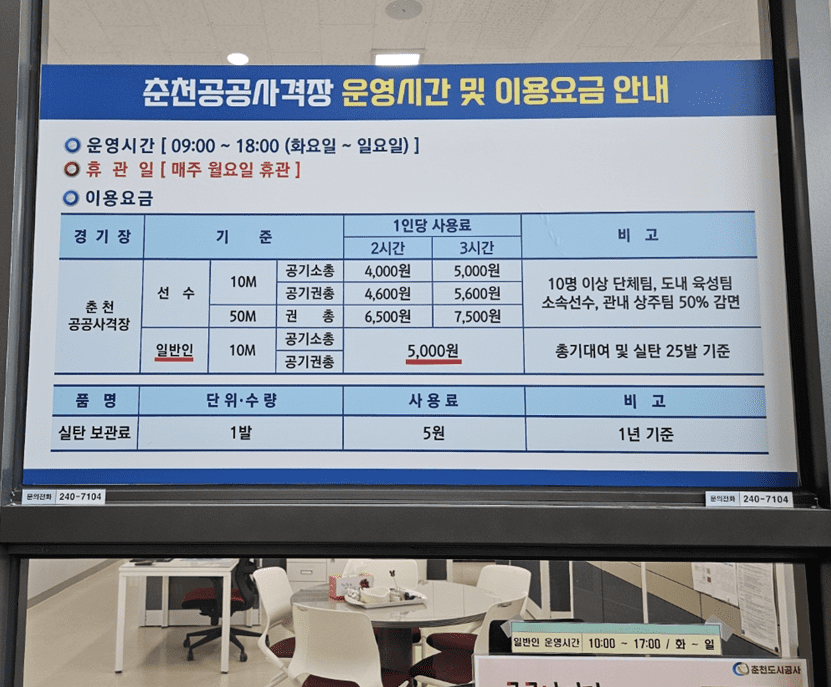 춘천공공사격장 운영시간 및 이용요금 안내
운영시간 [ 09:00 ~ 18:00 (화요일 ~ 일요일) ]
휴 관 일 [ 매주 월요일 휴관 ]
이용요금
경 기 장 기 준 1인당 사용료 비 고
2시간 3시간
춘 천 공공사격장 선 수 10M 공기소총 4,000원 5,000원 10명 이상 단체팀, 도내 육성팀
공기권총 4,600원 5,600원 소속선수, 관내 상주팀 50% 감면
50M 권 총 6,500원 7,500원
일반인 10M 공기소총 5,000원 총기대여 및 실탄 25발 기준
공기권총
품 명 단 위·수 량 사 용 료 비 고
실탄 보관료 1발 5원 1년 기준
문의전화 240-7104
문의전화 240-7104
일반인 운영시간 10:00 ~ 17:00 / 화 ~ 일
춘천도시공사